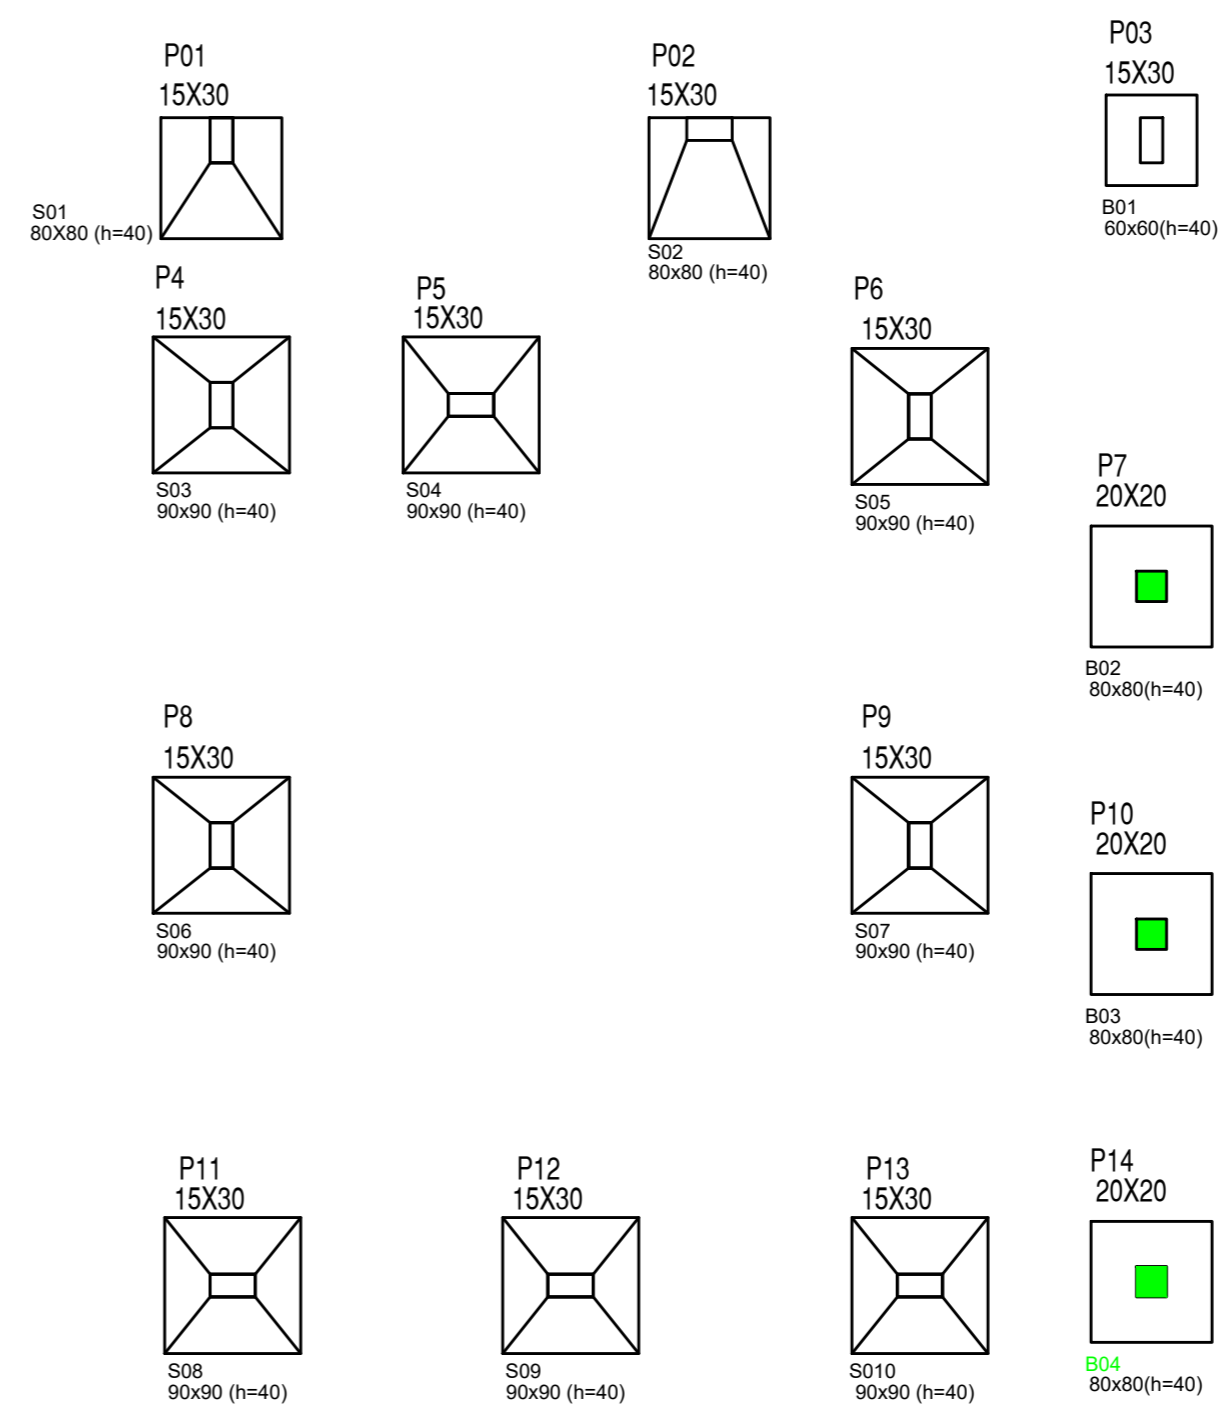 P01
15X30
S01
80X80 (h=40)
P02
15X30
S02
80x80 (h=40)
P03
15X30
B01
60x60(h=40)
P4
15X30
S03
90x90 (h=40)
P5
15X30
S04
90x90 (h=40)
P6
15X30
S05
90x90 (h=40)
P7
20X20
B02
80x80(h=40)
P8
15X30
S06
90x90 (h=40)
P9
15X30
S07
90x90 (h=40)
P10
20X20
B03
80x80(h=40)
P11
15X30
S08
90x90 (h=40)
P12
15X30
S09
90x90 (h=40)
P13
15X30
S010
90x90 (h=40)
P14
20X20
B04
80x80(h=40)